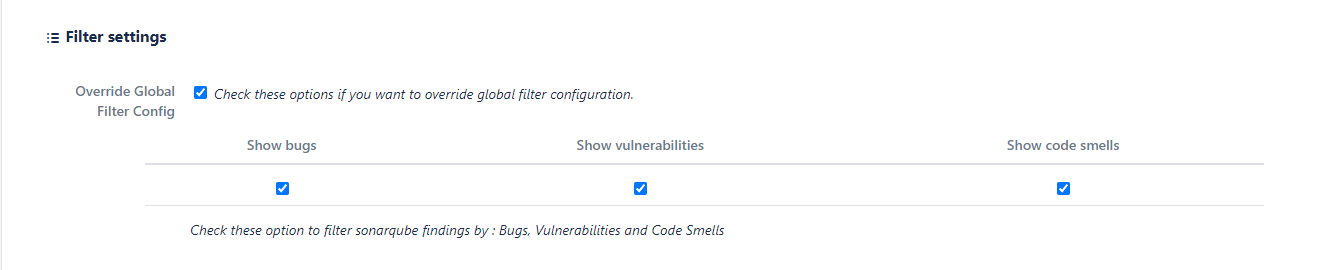 Filter settings
Override Global
Filter Config
Check these options if you want to override global filter configuration.
Show bugs Show vulnerabilities Show code smells
Check these option to filter sonarqube findings by : Bugs, Vulnerabilities and Code Smells